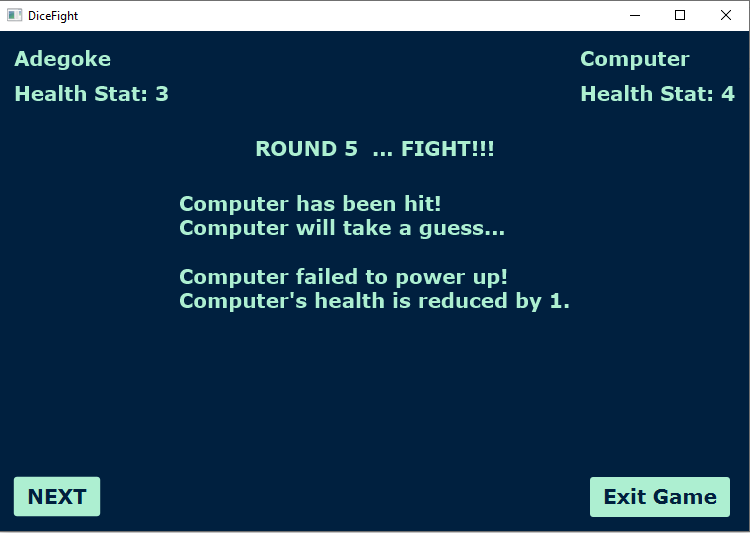 DiceFight
Adegoke
Computer
Health Stat: 3
Health Stat: 4
ROUND 5 ... FIGHT!!!
Computer has been hit!
Computer will take a guess...
Computer failed to power up!
Computer's health is reduced by 1.
NEXT
Exit Game